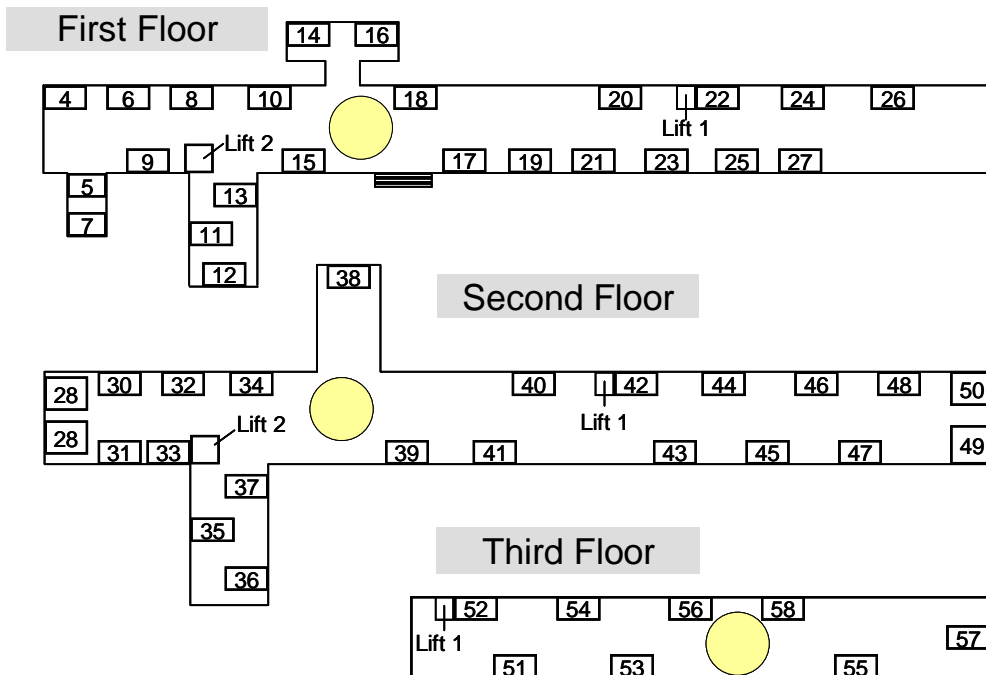 First Floor
14 16
4 6 8 10 18 20 22 24 26
Lift 1
Lift 2
9 15 17 19 21 23 25 27
5 13
7
11
12
38
Second Floor
28 30 32 34 40 42 44 46 48 50
Lift 1
Lift 2
28 31 33 39 41 43 45 47 49
37
35
36
Third Floor
52 54 56 58
Lift 1
57
51 53 55